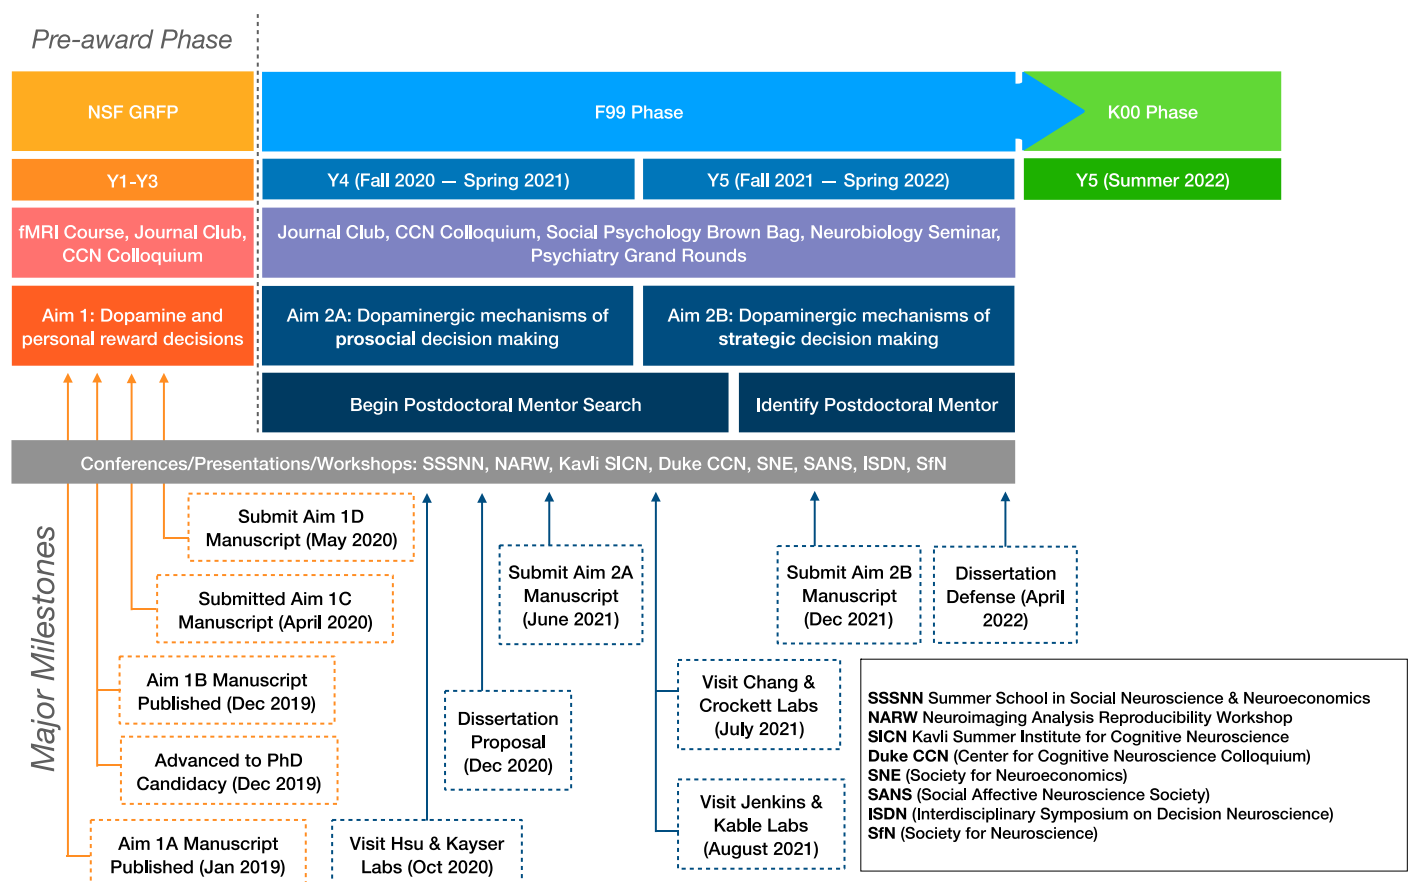 Pre-award Phase
NSF GRFP
F99 Phase
K00 Phase
Y1-Y3
Y4 (Fall 2020 — Spring 2021)
Y5 (Fall 2021 — Spring 2022)
Y5 (Summer 2022)
fMRI Course, Journal Club,
CCN Colloquium
Journal Club, CCN Colloquium, Social Psychology Brown Bag, Neurobiology Seminar,
Psychiatry Grand Rounds
Aim 1: Dopamine and
personal reward decisions
Aim 2A: Dopaminergic mechanisms of
prosocial decision making
Aim 2B: Dopaminergic mechanisms of
strategic decision making
Begin Postdoctoral Mentor Search
Identify Postdoctoral Mentor
Conferences/Presentations/Workshops: SSSNN, NARW, Kavli SICN, Duke CCN, SNE, SANS, ISDN, SfN
Major Milestones
Submit Aim 1D
Manuscript (May 2020)
Submitted Aim 1C
Manuscript (April 2020)
Aim 1B Manuscript
Published (Dec 2019)
Advanced to PhD
Candidacy (Dec 2019)
Aim 1A Manuscript
Published (Jan 2019)
Visit Hsu & Kayser
Labs (Oct 2020)
Dissertation
Proposal
(Dec 2020)
Submit Aim 2A
Manuscript
(June 2021)
Visit Chang &
Crockett Labs
(July 2021)
Visit Jenkins &
Kable Labs
(August 2021)
Submit Aim 2B
Manuscript
(Dec 2021)
Dissertation
Defense (April
2022)
SSSNN Summer School in Social Neuroscience & Neuroeconomics
NARW Neuroimaging Analysis Reproducibility Workshop
SICN Kavli Summer Institute for Cognitive Neuroscience
Duke CCN (Center for Cognitive Neuroscience Colloquium)
SNE (Society for Neuroeconomics)
SANS (Social Affective Neuroscience Society)
ISDN (Interdisciplinary Symposium on Decision Neuroscience)
SfN (Society for Neuroscience)